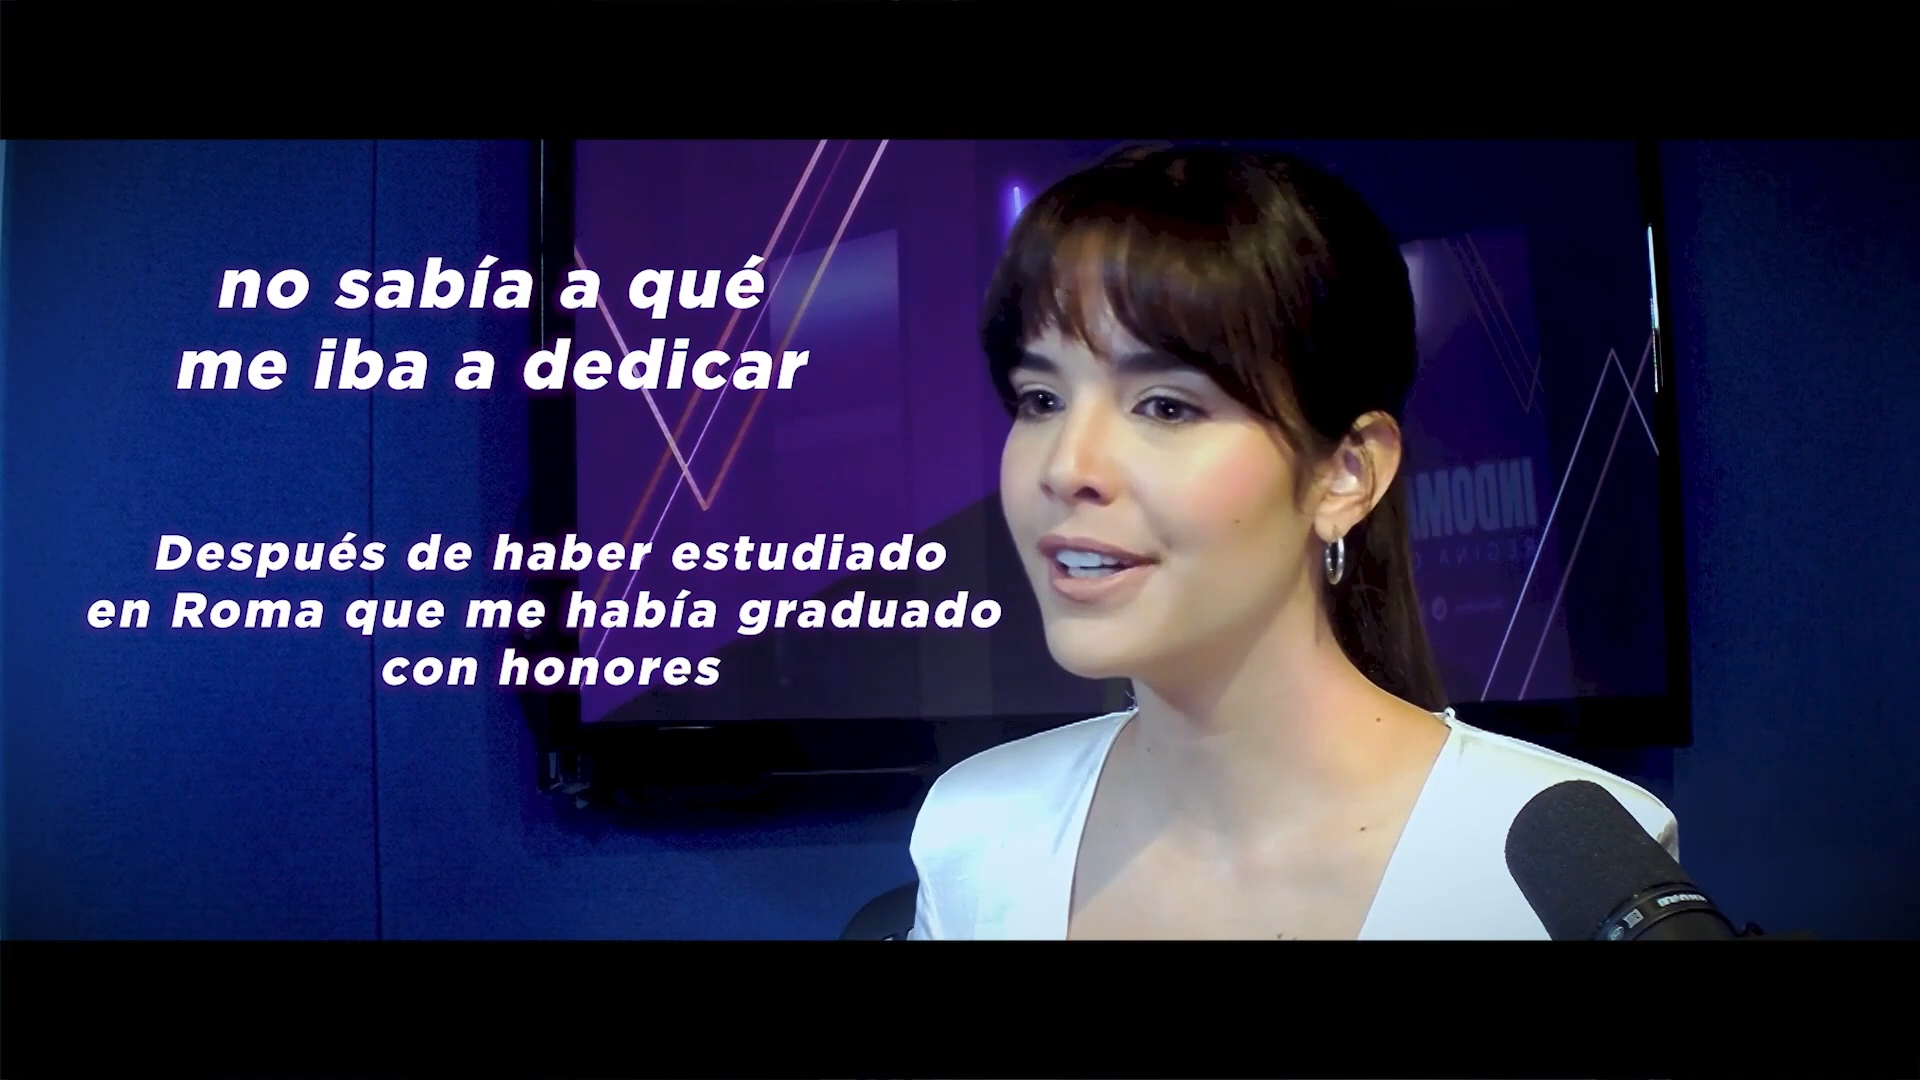 no sabía a qué
me iba a dedicar
Después de haber estudiado
en Roma que me había graduado
con honores